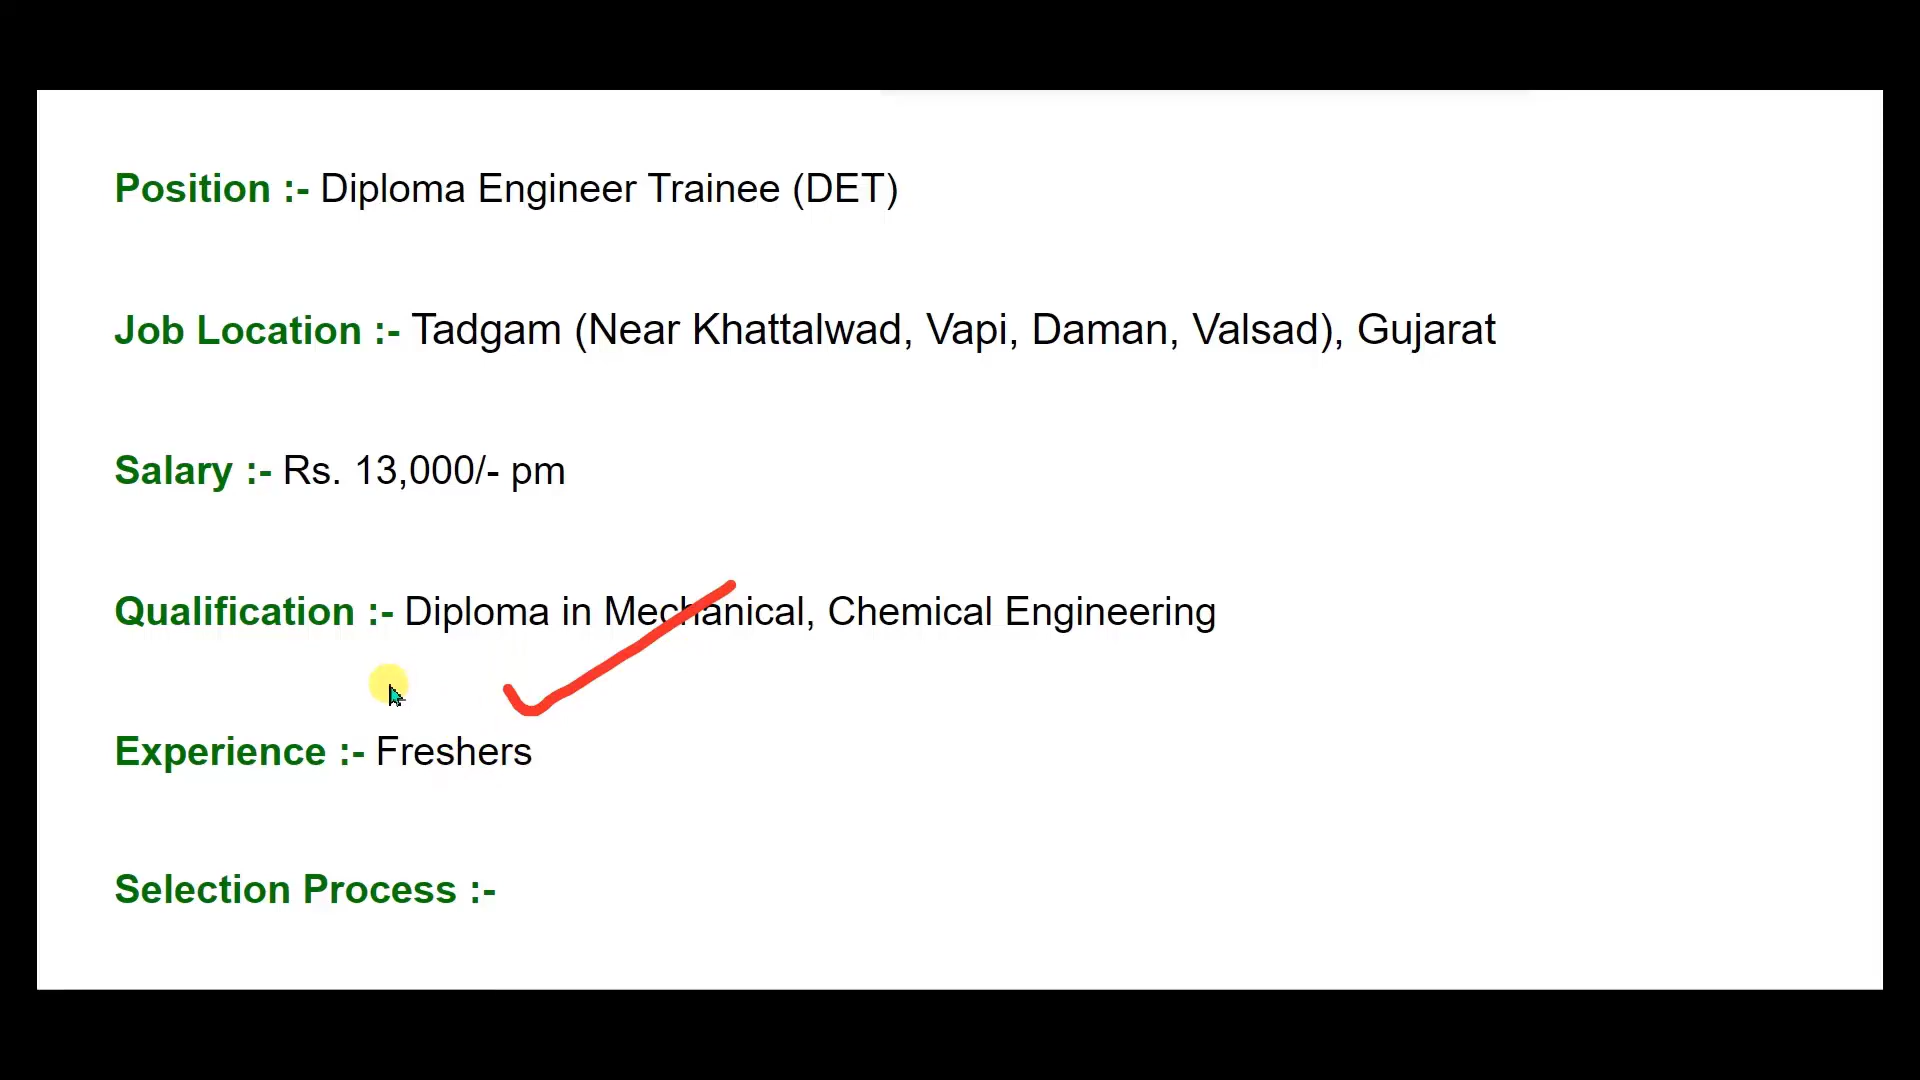 Position :- Diploma Engineer Trainee (DET)
Job Location :- Tadgam (Near Khattalwad, Vapi, Daman, Valsad), Gujarat
Salary :- Rs. 13,000/- pm
Qualification :- Diploma in Mechanical, Chemical Engineering
Experience :- Freshers
Selection Process :-